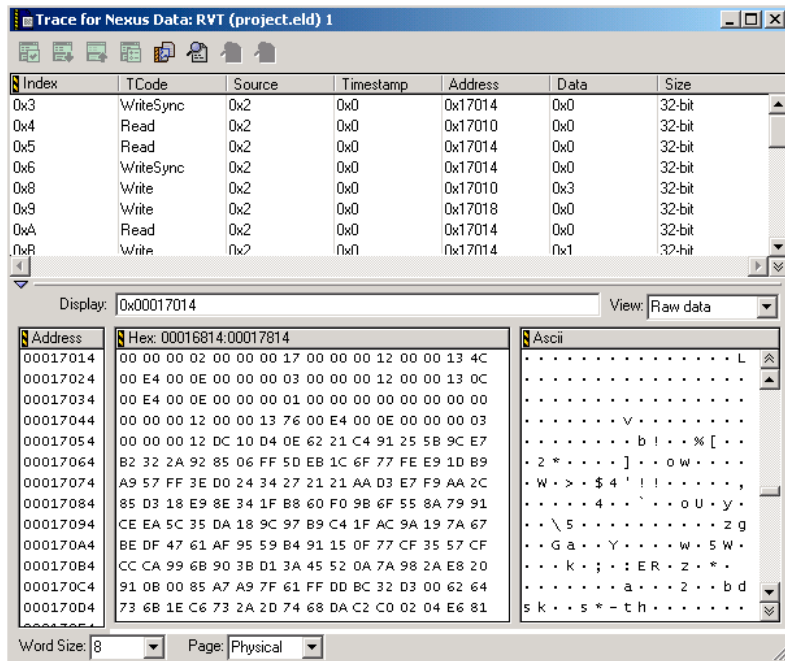 Trace for Nexus Data: RVT (project.eld) 1
Index TCode Source Timestamp Address Data Size
0x3 WriteSync 0x2 0x0 0x17014 0x0 32-bit
0x4 Read 0x2 0x0 0x17010 0x0 32-bit
0x5 Read 0x2 0x0 0x17014 0x0 32-bit
0x6 WriteSync 0x2 0x0 0x17014 0x0 32-bit
0x8 Write 0x2 0x0 0x17010 0x3 32-bit
0x9 Write 0x2 0x0 0x17018 0x0 32-bit
0xA Read 0x2 0x0 0x17014 0x0 32-bit
0xB Write 0x2 0x0 0x17014 0x1 32-bit
Display: 0x00017014 View: Raw data
Address Hex: 00016814:00017814 Ascii
00017014 00 00 00 02 00 00 00 17 00 00 00 12 00 00 13 4C · · · · · · · · · · · · · · · L
00017024 00 E4 00 0E 00 00 00 03 00 00 00 12 00 00 13 0C · · · · · · · · · · · · · · · ·
00017034 00 E4 00 0E 00 00 00 01 00 00 00 00 00 00 00 00 · · · · · · · · · · · · · · · ·
00017044 00 00 00 12 00 00 13 76 00 E4 00 0E 00 00 00 03 · · · · · · · v · · · · · · · ·
00017054 00 00 00 12 DC 10 D4 0E 62 21 C4 91 25 5B 9C E7 · · · · · · · · b ! · · % [ · ·
00017064 B2 32 2A 92 85 06 FF 5D EB 1C 6F 77 FE E9 1D B9 · 2 * · · · · ] · · o w · · · ·
00017074 A9 57 FF 3E D0 24 34 27 21 21 AA D3 E7 F9 AA 2C · W · > · $ 4 ' ! ! · · · · · ,
00017084 85 D3 18 E9 8E 34 1F B8 60 F0 9B 6F 55 8A 79 91 · · · · · 4 · · ` · · o U · y ·
00017094 CE EA 5C 35 DA 18 9C 97 B9 C4 1F AC 9A 19 7A 67 · · \ 5 · · · · · · · · · · z g
000170A4 BE DF 47 61 AF 95 59 B4 91 15 0F 77 CF 35 57 CF · · G a · · Y · · · · w · 5 W ·
000170B4 CC CA 99 6B 90 3B D1 3A 45 52 0A 7A 98 2A E8 20 · · · k · ; · : E R · z · * ·
000170C4 91 0B 00 85 A7 A9 7F 61 FF DD BC 32 D3 00 62 64 · · · · · · · a · · · 2 · · b d
000170D4 73 6B 1E C6 73 2A 2D 74 68 DA C2 C0 02 04 E6 81 s k · · s * - t h · · · · · · ·
Word Size: 8 Page: Physical